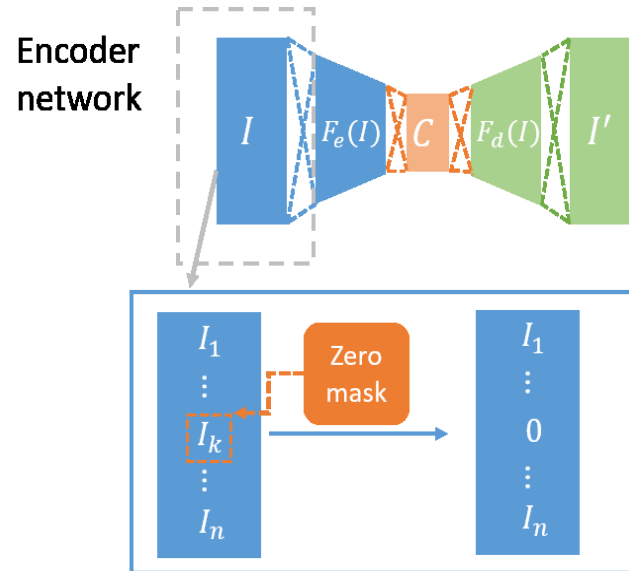 Encoder
network
I F_e(I) C F_d(I) I′
I_1
⋮
I_k
⋮
I_n
Zero
mask
I_1
⋮
0
⋮
I_n